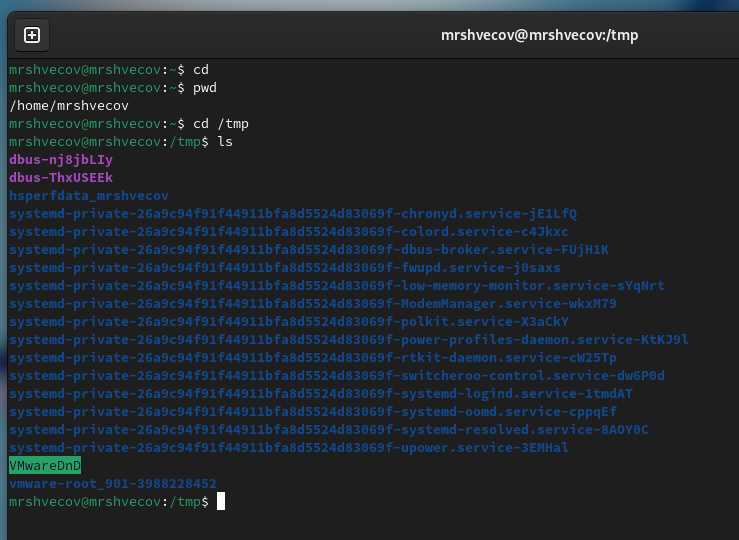 mrshvecov@mrshvecov:/tmp
mrshvecov@mrshvecov:~$ cd
mrshvecov@mrshvecov:~$ pwd
/home/mrshvecov
mrshvecov@mrshvecov:~$ cd /tmp
mrshvecov@mrshvecov:/tmp$ ls
dbus-nj8jbLIy
dbus-ThxUSEEk
hsperfdata_mrshvecov
systemd-private-26a9c94f91f44911bfa8d5524d83069f-chronyd.service-jE1LfQ
systemd-private-26a9c94f91f44911bfa8d5524d83069f-colord.service-c4Jkxc
systemd-private-26a9c94f91f44911bfa8d5524d83069f-dbus-broker.service-FUjH1K
systemd-private-26a9c94f91f44911bfa8d5524d83069f-fwupd.service-j0saxs
systemd-private-26a9c94f91f44911bfa8d5524d83069f-low-memory-monitor.service-sYqNrt
systemd-private-26a9c94f91f44911bfa8d5524d83069f-ModemManager.service-wkxM79
systemd-private-26a9c94f91f44911bfa8d5524d83069f-polkit.service-X3aCkY
systemd-private-26a9c94f91f44911bfa8d5524d83069f-power-profiles-daemon.service-KtKJ9l
systemd-private-26a9c94f91f44911bfa8d5524d83069f-rtkit-daemon.service-cW25Tp
systemd-private-26a9c94f91f44911bfa8d5524d83069f-switcheroo-control.service-dw6P0d
systemd-private-26a9c94f91f44911bfa8d5524d83069f-systemd-logind.service-1tmdAT
systemd-private-26a9c94f91f44911bfa8d5524d83069f-systemd-oomd.service-cppqEf
systemd-private-26a9c94f91f44911bfa8d5524d83069f-systemd-resolved.service-8AOY0C
systemd-private-26a9c94f91f44911bfa8d5524d83069f-upower.service-3EMHal
VMwareDnD
vmware-root_901-3988228452
mrshvecov@mrshvecov:/tmp$